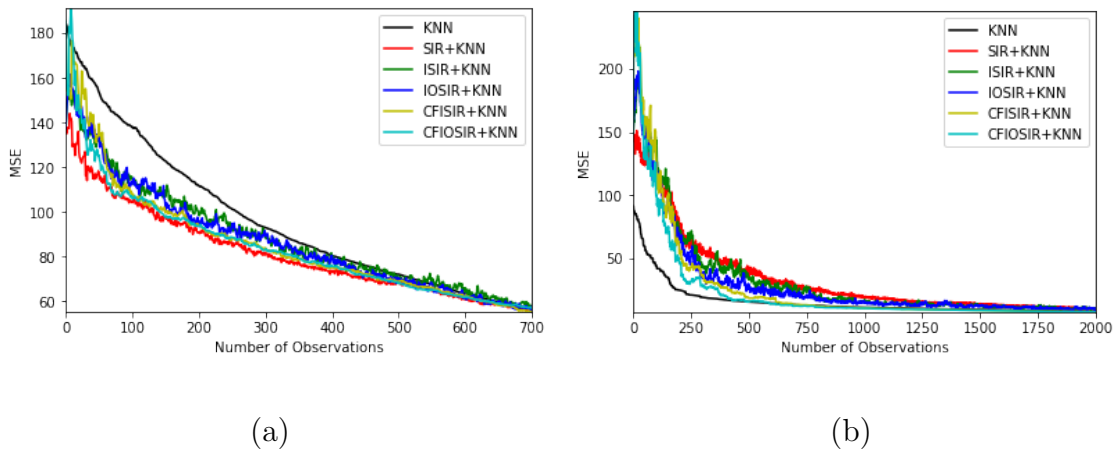 180
160
140
120
100
80
60
MSE
0 100 200 300 400 500 600 700
Number of Observations
KNN
SIR+KNN
ISIR+KNN
IOSIR+KNN
CFISIR+KNN
CFIOSIR+KNN
(a)
200
150
100
50
MSE
0 250 500 750 1000 1250 1500 1750 2000
Number of Observations
KNN
SIR+KNN
ISIR+KNN
IOSIR+KNN
CFISIR+KNN
CFIOSIR+KNN
(b)